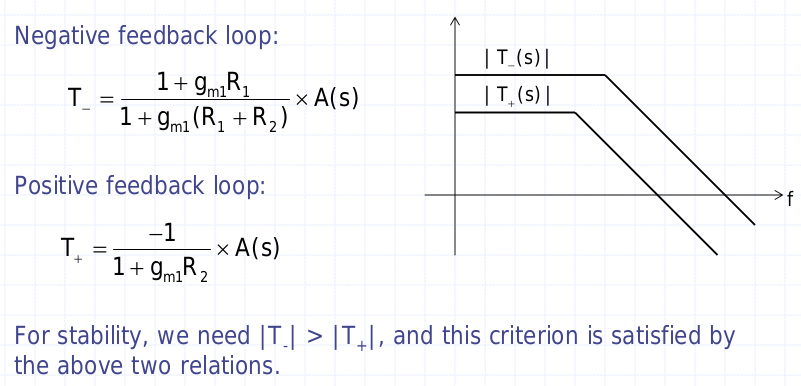 Negative feedback loop:
T₋ = (1 + gₘ₁R₁) / (1 + gₘ₁(R₁ + R₂)) × A(s)
|T₋(s)|
|T₊(s)|
f
Positive feedback loop:
T₊ = −1 / (1 + gₘ₁R₂) × A(s)
For stability, we need |T₋| > |T₊|, and this criterion is satisfied by
the above two relations.